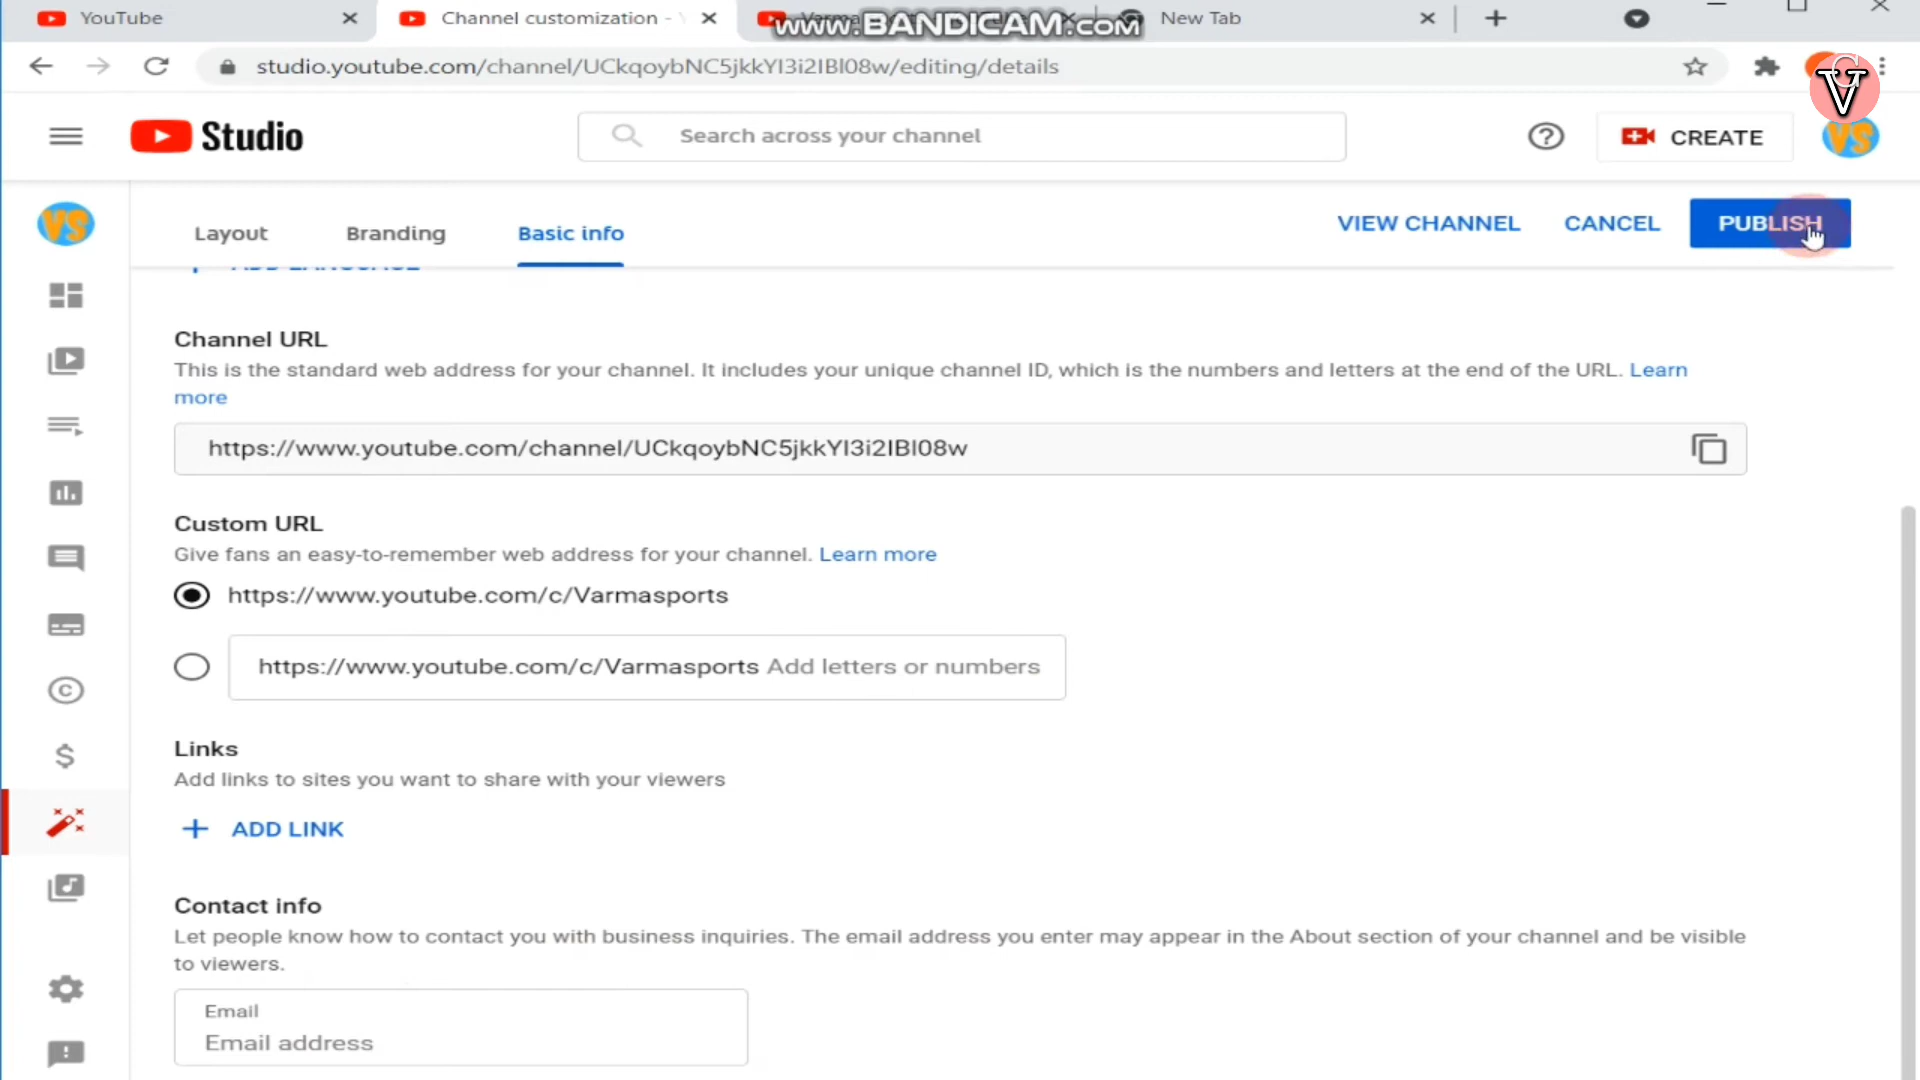 YouTube
Channel customization -
www.BANDICAM.com
New Tab
studio.youtube.com/channel/UCkqoybNC5jkkYI3i2IBl08w/editing/details
Studio
Search across your channel
CREATE
VS
VG
VS
Layout
Branding
Basic info
VIEW CHANNEL
CANCEL
PUBLISH
ADD LANGUAGE
Channel URL
This is the standard web address for your channel. It includes your unique channel ID, which is the numbers and letters at the end of the URL. Learn
more
https://www.youtube.com/channel/UCkqoybNC5jkkYI3i2IBl08w
Custom URL
Give fans an easy-to-remember web address for your channel. Learn more
https://www.youtube.com/c/Varmasports
https://www.youtube.com/c/Varmasports Add letters or numbers
Links
Add links to sites you want to share with your viewers
+ ADD LINK
Contact info
Let people know how to contact you with business inquiries. The email address you enter may appear in the About section of your channel and be visible
to viewers.
Email
Email address